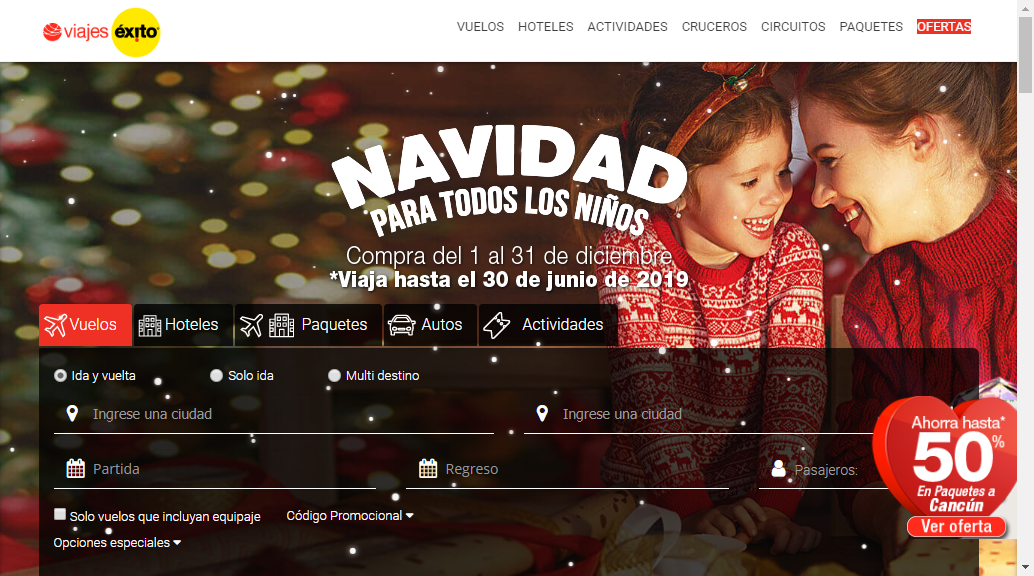 viajes éxito
VUELOS HOTELES ACTIVIDADES CRUCEROS CIRCUITOS PAQUETES OFERTAS
NAVIDAD
PARA TODOS LOS NIÑOS
Compra del 1 al 31 de diciembre
*Viaja hasta el 30 de junio de 2019
Vuelos Hoteles Paquetes Autos Actividades
Ida y vuelta Solo ida Multi destino
Ingrese una ciudad Ingrese una ciudad
Partida Regreso Pasajeros:
Solo vuelos que incluyan equipaje Código Promocional
Opciones especiales
Ahorra hasta*
50%
En Paquetes a
Cancún
Ver oferta